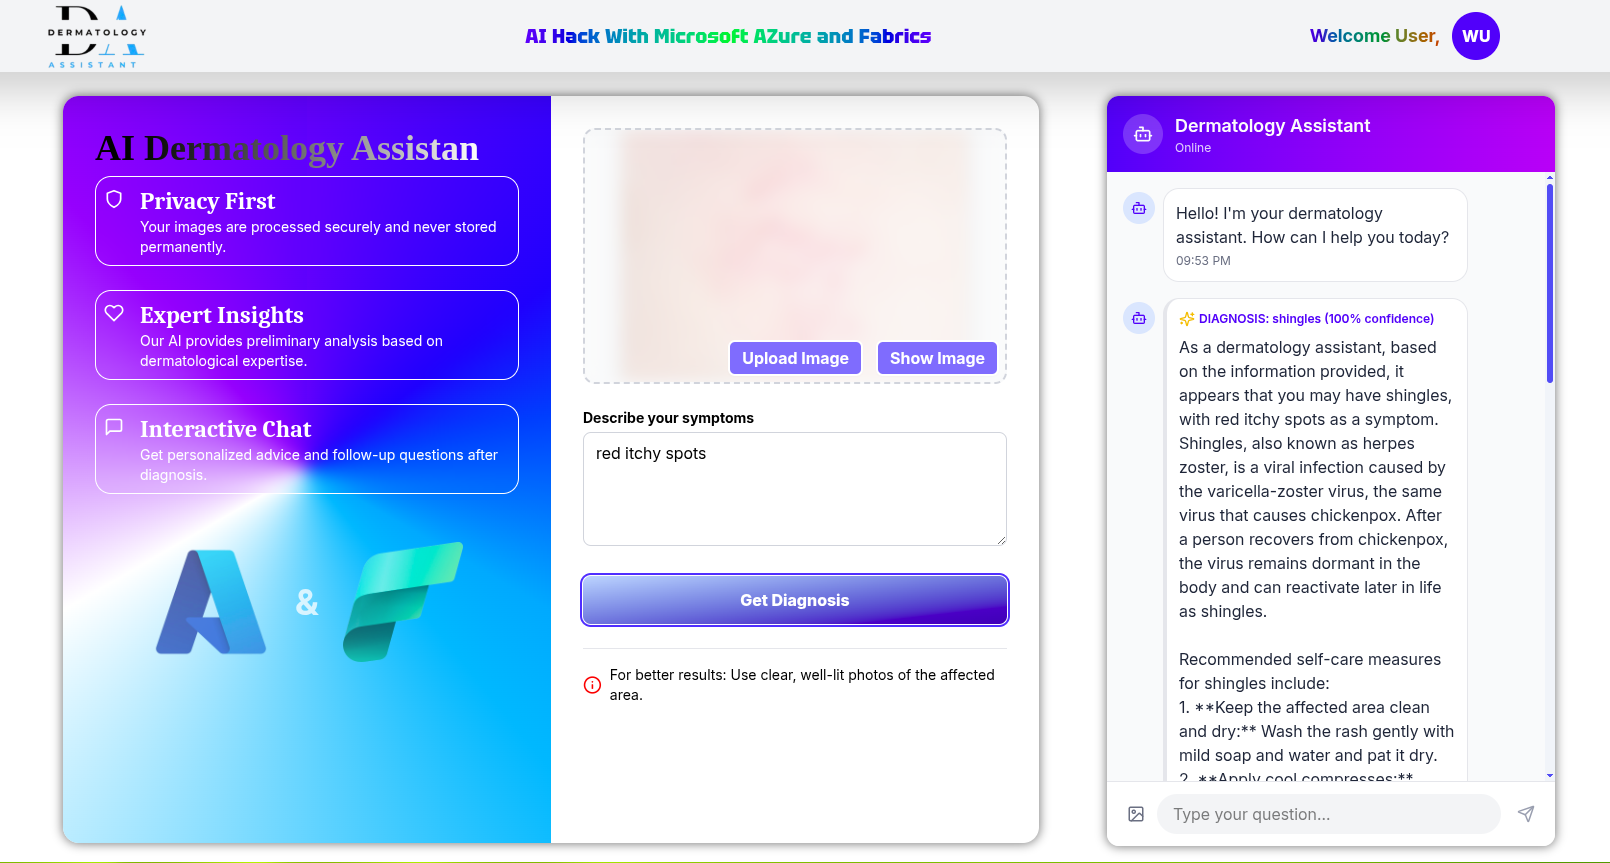 DA
DERMATOLOGY
DA
ASSISTANT
AI Hack With Microsoft AZure and Fabrics
Welcome User,
WU
AI Dermatology Assistan
Privacy First
Your images are processed securely and never stored
permanently.
Expert Insights
Our AI provides preliminary analysis based on
dermatological expertise.
Interactive Chat
Get personalized advice and follow-up questions after
diagnosis.
&
Upload Image
Show Image
Describe your symptoms
red itchy spots
Get Diagnosis
For better results: Use clear, well-lit photos of the affected
area.
Dermatology Assistant
Online
Hello! I'm your dermatology
assistant. How can I help you today?
09:53 PM
DIAGNOSIS: shingles (100% confidence)
As a dermatology assistant, based
on the information provided, it
appears that you may have shingles,
with red itchy spots as a symptom.
Shingles, also known as herpes
zoster, is a viral infection caused by
the varicella-zoster virus, the same
virus that causes chickenpox. After
a person recovers from chickenpox,
the virus remains dormant in the
body and can reactivate later in life
as shingles.
Recommended self-care measures
for shingles include:
1. **Keep the affected area clean
and dry:** Wash the rash gently with
mild soap and water and pat it dry.
2. **Apply cool compresses:**
Type your question...